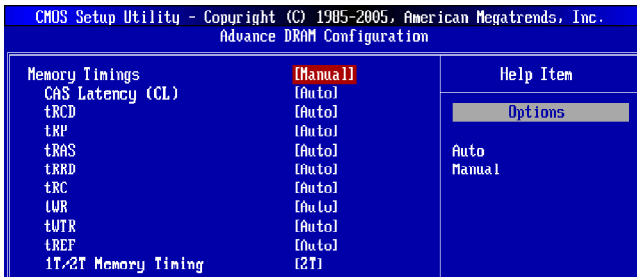 CMOS Setup Utility - Copyright (C) 1985-2005, American Megatrends, Inc.
Advance DRAM Configuration
Memory Timings [Manual] Help Item
CAS Latency (CL) [Auto]
tRCD [Auto] Options
tRP [Auto]
tRAS [Auto] Auto
tRRD [Auto] Manual
tRC [Auto]
tWR [Auto]
tWTR [Auto]
tREF [Auto]
1T/2T Memory Timing [2T]